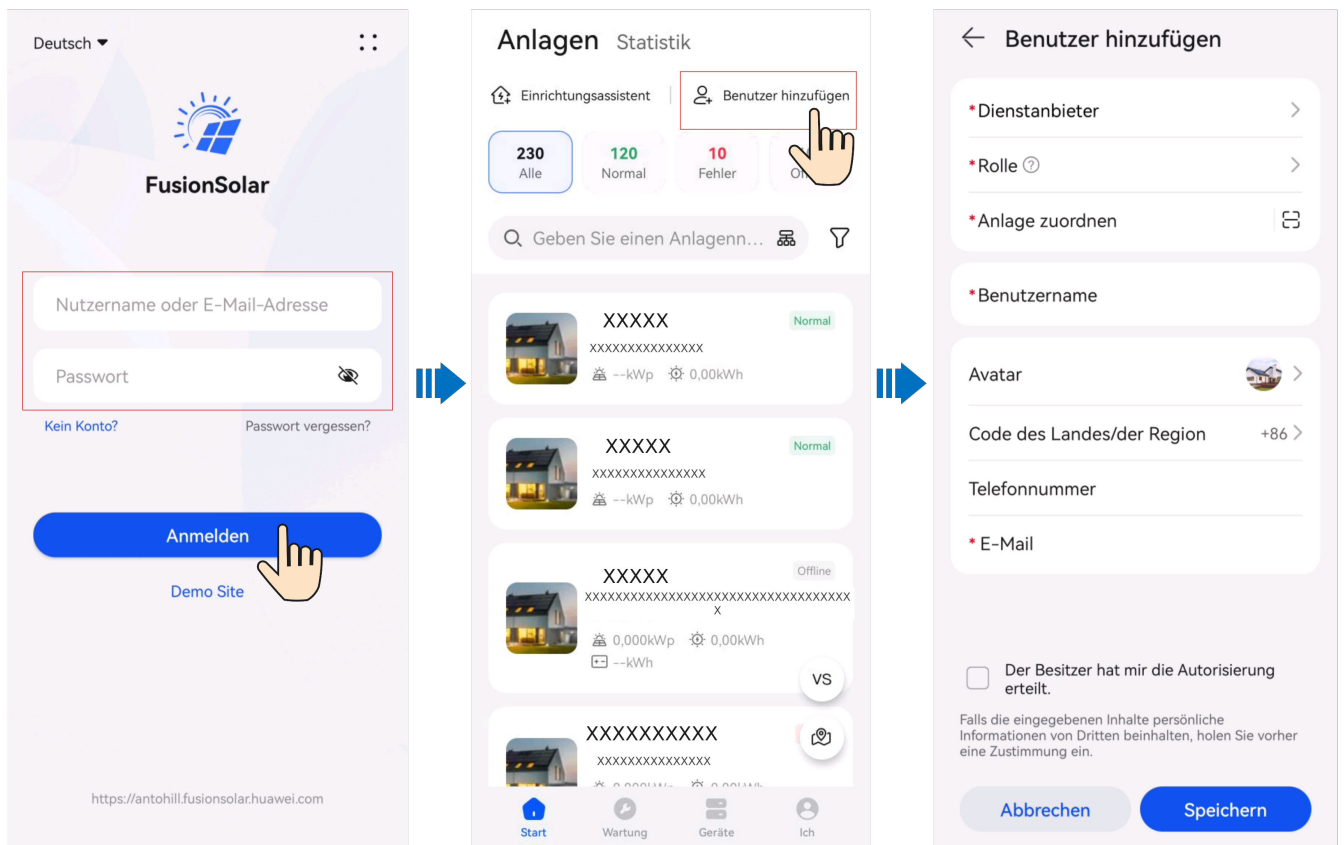 Deutsch
FusionSolar
Nutzername oder E-Mail-Adresse
Passwort
Kein Konto? Passwort vergessen?
Anmelden
Demo Site
https://antohill.fusionsolar.huawei.com
Anlagen Statistik
Einrichtungsassistent Benutzer hinzufügen
230 120 10
Alle Normal Fehler
Geben Sie einen Anlagenn...
XXXXX Normal
XXXXXXXXXXXXXXX
--kWp 0,00kWh
XXXXX Normal
XXXXXXXXXXXXXXX
--kWp 0,00kWh
XXXXX Offline
XXXXXXXXXXXXXXXXXXXXXXXXXXXXXXXXXXX
X
0,000kWp 0,00kWh
--kWh
VS
XXXXXXXXXX
XXXXXXXXXXXXXXX
Start Wartung Geräte Ich
Benutzer hinzufügen
*Dienstanbieter
*Rolle
*Anlage zuordnen
*Benutzername
Avatar
Code des Landes/der Region +86
Telefonnummer
* E-Mail
Der Besitzer hat mir die Autorisierung
erteilt.
Falls die eingegebenen Inhalte persönliche
Informationen von Dritten beinhalten, holen Sie vorher
eine Zustimmung ein.
Abbrechen Speichern